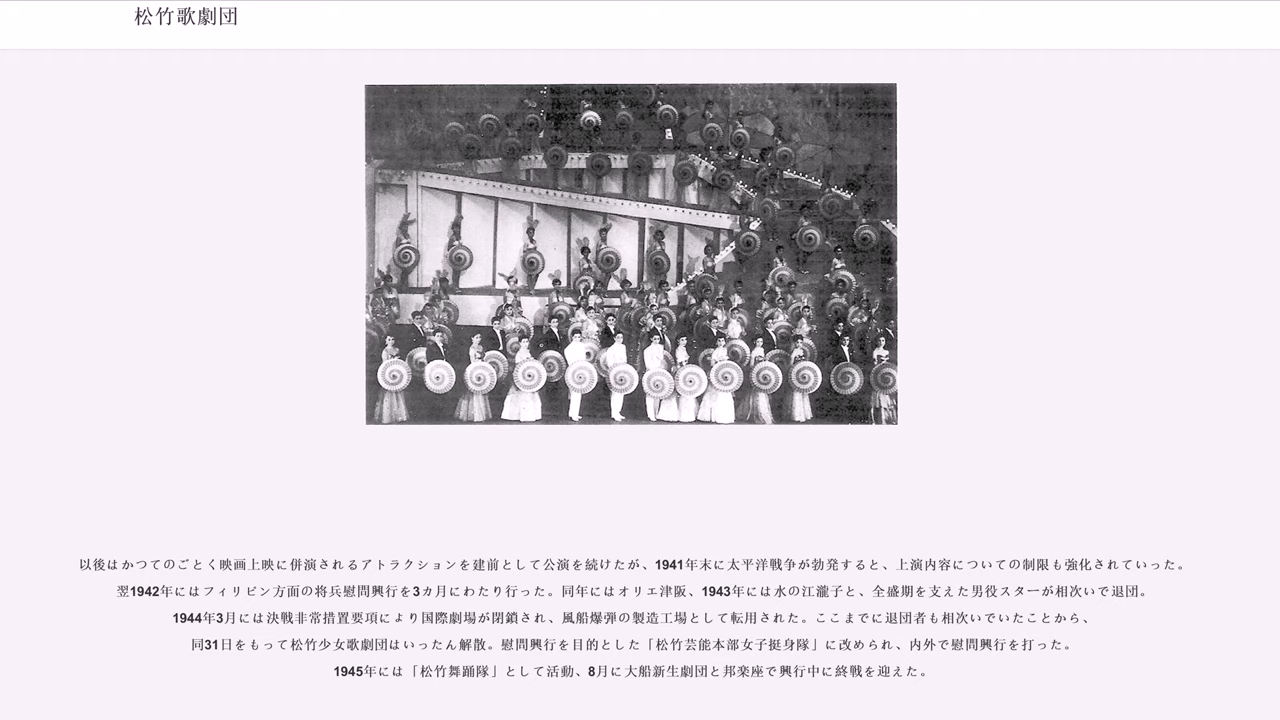 松竹歌劇団
以後はかつてのごとく映画上映に併演されるアトラクションを建前として公演を続けたが、1941年末に太平洋戦争が勃発すると、上演内容についての制限も強化されていった。
翌1942年にはフィリピン方面の将兵慰問興行を3カ月にわたり行った。同年にはオリエ津阪、1943年には水の江瀧子と、全盛期を支えた男役スターが相次いで退団。
1944年3月には決戦非常措置要項により国際劇場が閉鎖され、風船爆弾の製造工場として転用された。ここまでに退団者も相次いでいたことから、
同31日をもって松竹少女歌劇団はいったん解散。慰問興行を目的とした「松竹芸能本部女子挺身隊」に改められ、内外で慰問興行を打った。
1945年には「松竹舞踊隊」として活動、8月に大船新生劇団と邦楽座で興行中に終戦を迎えた。